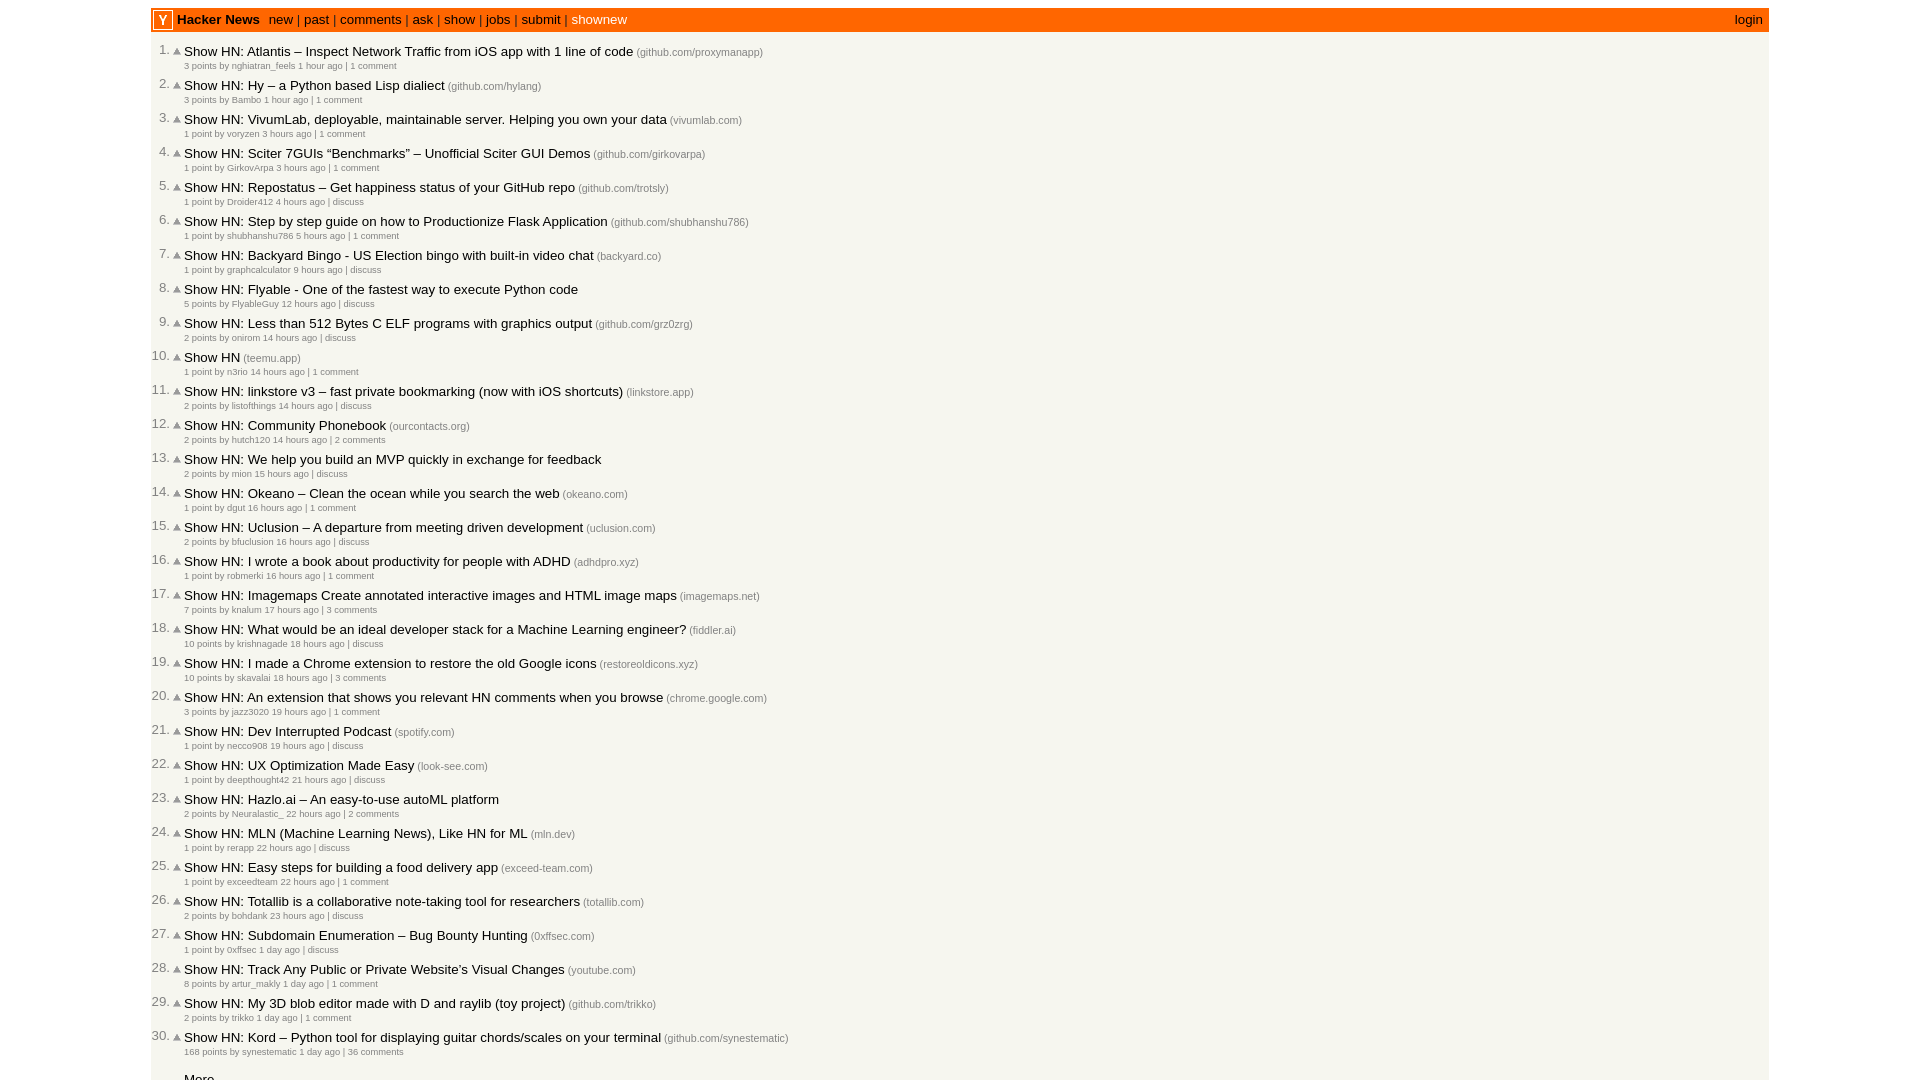 Y Hacker News new | past | comments | ask | show | jobs | submit | shownew login
1. Show HN: Atlantis – Inspect Network Traffic from iOS app with 1 line of code (github.com/proxymanapp)
3 points by nghiatran_feels 1 hour ago | 1 comment
2. Show HN: Hy – a Python based Lisp dialiect (github.com/hylang)
3 points by Bambo 1 hour ago | 1 comment
3. Show HN: VivumLab, deployable, maintainable server. Helping you own your data (vivumlab.com)
1 point by voryzen 3 hours ago | 1 comment
4. Show HN: Sciter 7GUIs “Benchmarks” – Unofficial Sciter GUI Demos (github.com/girkovarpa)
1 point by GirkovArpa 3 hours ago | 1 comment
5. Show HN: Repostatus – Get happiness status of your GitHub repo (github.com/trotsly)
1 point by Droider412 4 hours ago | discuss
6. Show HN: Step by step guide on how to Productionize Flask Application (github.com/shubhanshu786)
1 point by shubhanshu786 5 hours ago | 1 comment
7. Show HN: Backyard Bingo - US Election bingo with built-in video chat (backyard.co)
1 point by graphcalculator 9 hours ago | discuss
8. Show HN: Flyable - One of the fastest way to execute Python code
5 points by FlyableGuy 12 hours ago | discuss
9. Show HN: Less than 512 Bytes C ELF programs with graphics output (github.com/grz0zrg)
2 points by onirom 14 hours ago | discuss
10. Show HN (teemu.app)
1 point by n3rio 14 hours ago | 1 comment
11. Show HN: linkstore v3 – fast private bookmarking (now with iOS shortcuts) (linkstore.app)
2 points by listofthings 14 hours ago | discuss
12. Show HN: Community Phonebook (ourcontacts.org)
2 points by hutch120 14 hours ago | 2 comments
13. Show HN: We help you build an MVP quickly in exchange for feedback
2 points by mion 15 hours ago | discuss
14. Show HN: Okeano – Clean the ocean while you search the web (okeano.com)
1 point by dgut 16 hours ago | 1 comment
15. Show HN: Uclusion – A departure from meeting driven development (uclusion.com)
2 points by bfuclusion 16 hours ago | discuss
16. Show HN: I wrote a book about productivity for people with ADHD (adhdpro.xyz)
1 point by robmerki 16 hours ago | 1 comment
17. Show HN: Imagemaps Create annotated interactive images and HTML image maps (imagemaps.net)
7 points by knalum 17 hours ago | 3 comments
18. Show HN: What would be an ideal developer stack for a Machine Learning engineer? (fiddler.ai)
10 points by krishnagade 18 hours ago | discuss
19. Show HN: I made a Chrome extension to restore the old Google icons (restoreoldicons.xyz)
10 points by skavalai 18 hours ago | 3 comments
20. Show HN: An extension that shows you relevant HN comments when you browse (chrome.google.com)
3 points by jazz3020 19 hours ago | 1 comment
21. Show HN: Dev Interrupted Podcast (spotify.com)
1 point by necco908 19 hours ago | discuss
22. Show HN: UX Optimization Made Easy (look-see.com)
1 point by deepthought42 21 hours ago | discuss
23. Show HN: Hazlo.ai – An easy-to-use autoML platform
2 points by Neuralastic_ 22 hours ago | 2 comments
24. Show HN: MLN (Machine Learning News), Like HN for ML (mln.dev)
1 point by rerapp 22 hours ago | discuss
25. Show HN: Easy steps for building a food delivery app (exceed-team.com)
1 point by exceedteam 22 hours ago | 1 comment
26. Show HN: Totallib is a collaborative note-taking tool for researchers (totallib.com)
2 points by bohdank 23 hours ago | discuss
27. Show HN: Subdomain Enumeration – Bug Bounty Hunting (0xffsec.com)
1 point by 0xffsec 1 day ago | discuss
28. Show HN: Track Any Public or Private Website’s Visual Changes (youtube.com)
8 points by artur_makly 1 day ago | 1 comment
29. Show HN: My 3D blob editor made with D and raylib (toy project) (github.com/trikko)
2 points by trikko 1 day ago | 1 comment
30. Show HN: Kord – Python tool for displaying guitar chords/scales on your terminal (github.com/synestematic)
168 points by synestematic 1 day ago | 36 comments
More